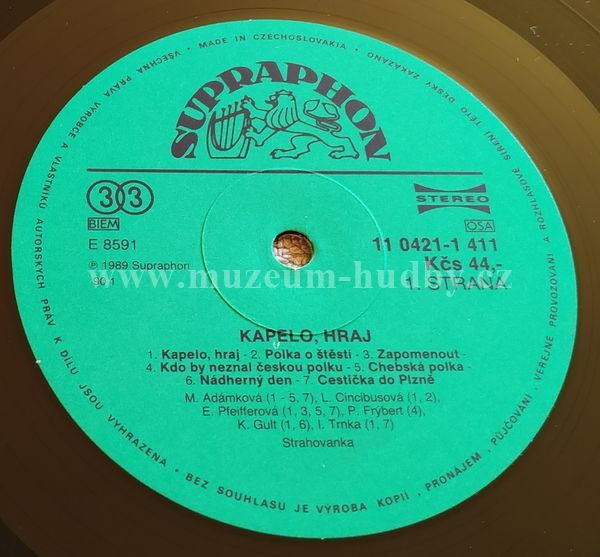 VŠECHNA PRÁVA VÝROBCE A VLASTNÍKŮ AUTORSKÝCH PRÁV K DÍLU JSOU VYHRAZENA • BEZ SOUHLASU JE VÝROBA KOPIÍ, PRONÁJEM, PŮJČOVÁNÍ, VEŘEJNÉ PROVOZOVÁNÍ A ROZHLASOVÉ ŠÍŘENÍ TÉTO DESKY ZAKÁZÁNO • MADE IN CZECHOSLOVAKIA •
SUPRAPHON
33
STEREO
BIEM
OSA
E 8591
11 0421-1 411
℗ 1989 Supraphon
Kčs 44,-
90 1
1. STRANA
www.muzeum-hudby.cz
KAPELO, HRAJ
1. Kapelo, hraj - 2. Polka o štěstí - 3. Zapomenout -
4. Kdo by neznal českou polku - 5. Chebská polka -
6. Nádherný den - 7. Cestička do Plzně
M. Adámková (1 - 5, 7), L. Cincibusová (1, 2),
E. Pfeifferová (1, 3, 5, 7), P. Frýbert (4),
K. Gult (1, 6), I. Trnka (1, 7)
Strahovanka